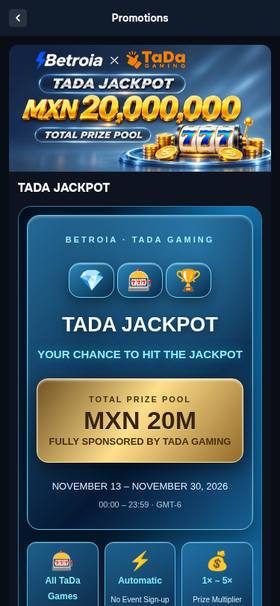 Promotions
Betroia × TaDa
GAMING
TADA JACKPOT
MXN 20,000,000
TOTAL PRIZE POOL
TADA JACKPOT
BETROIA · TADA GAMING
TADA JACKPOT
YOUR CHANCE TO HIT THE JACKPOT
TOTAL PRIZE POOL
MXN 20M
FULLY SPONSORED BY TADA GAMING
NOVEMBER 13 – NOVEMBER 30, 2026
00:00 – 23:59 · GMT-6
All TaDa
Games
Automatic
No Event Sign-up
1× – 5×
Prize Multiplier